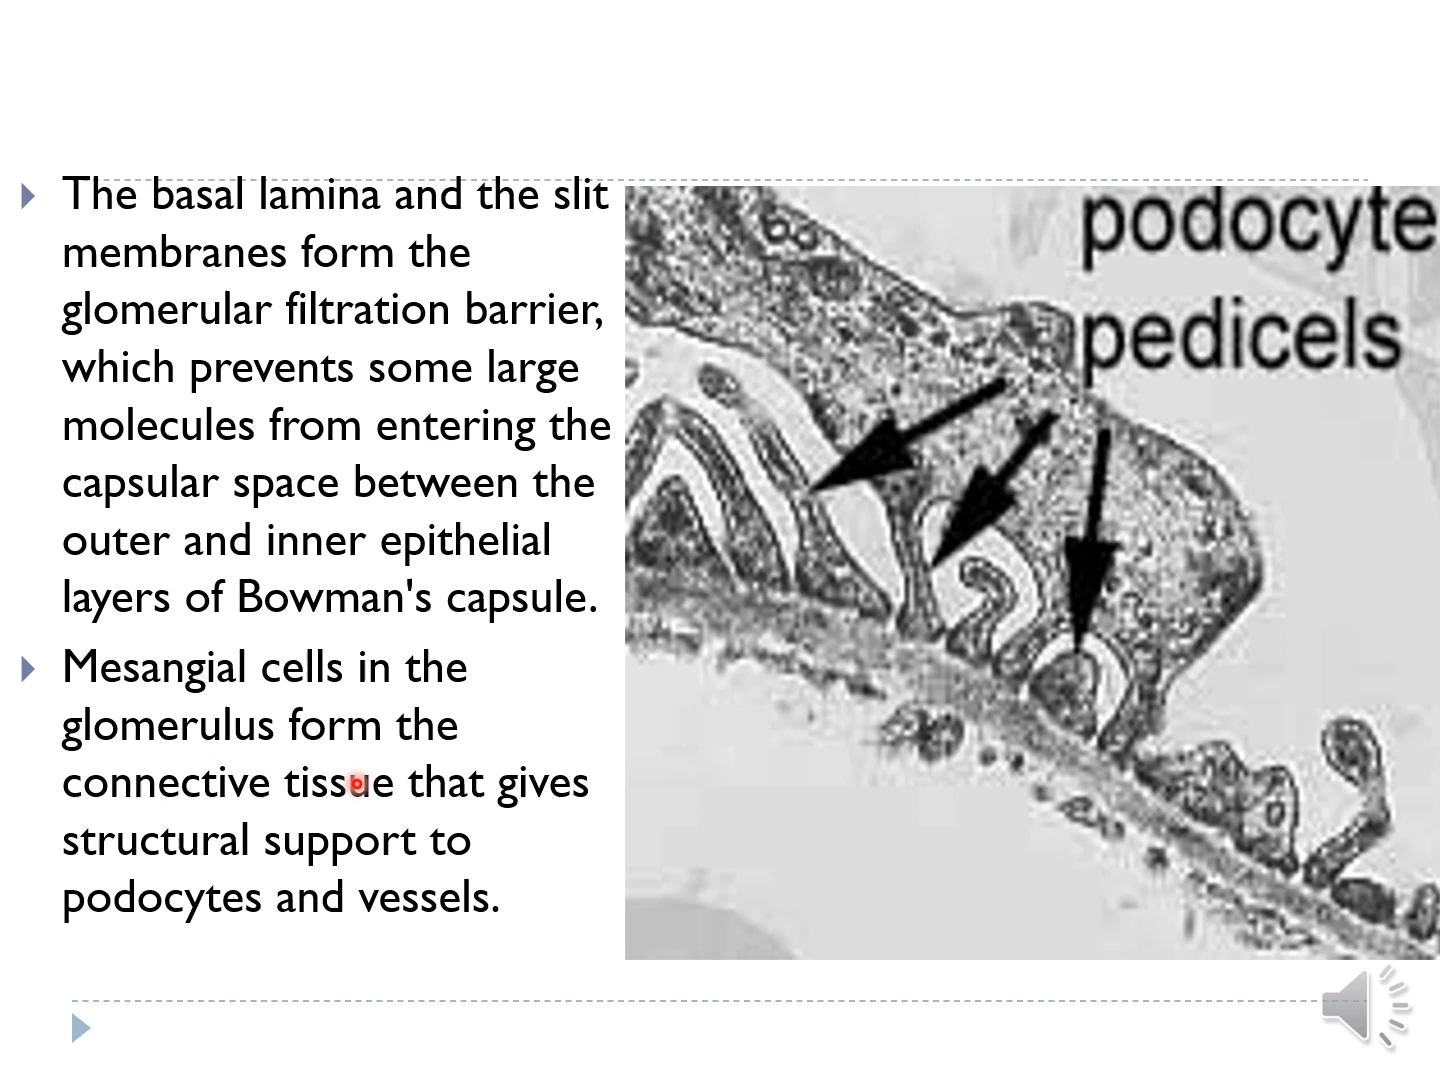 The basal lamina and the slit
membranes form the
glomerular filtration barrier,
which prevents some large
molecules from entering the
capsular space between the
outer and inner epithelial
layers of Bowman's capsule.
Mesangial cells in the
glomerulus form the
connective tissue that gives
structural support to
podocytes and vessels.
podocyte
pedicels